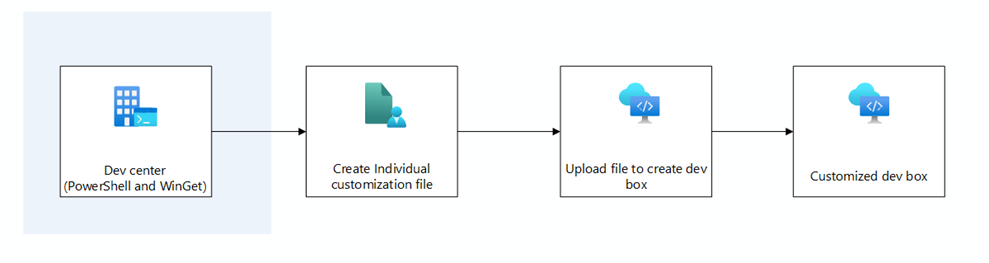 Dev center
(PowerShell and WinGet)
Create Individual
customization file
Upload file to create dev
box
Customized dev box